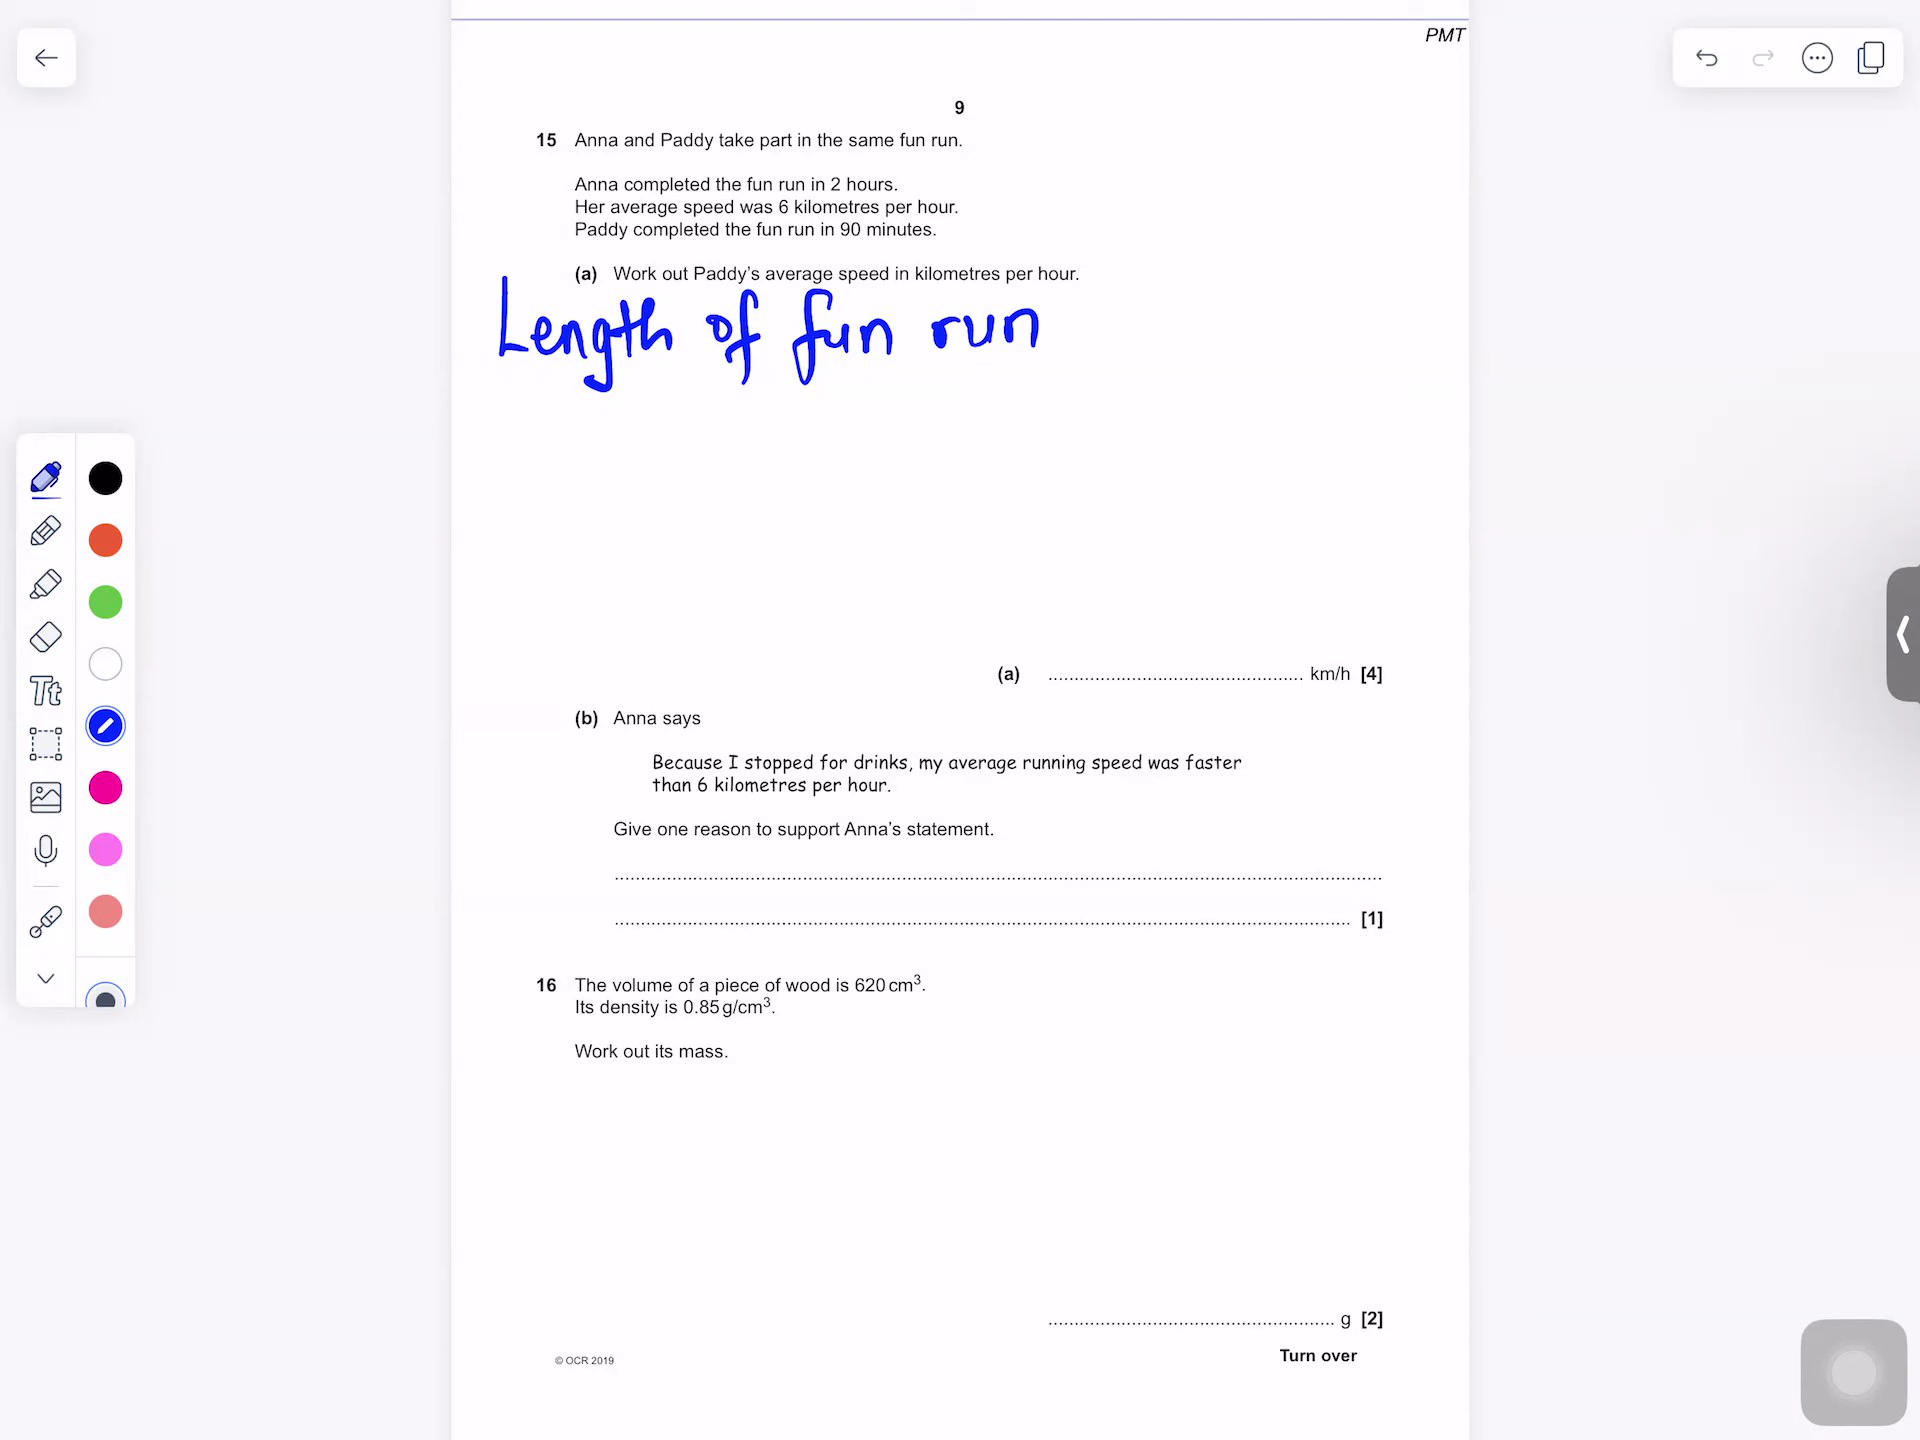 PMT
9
15 Anna and Paddy take part in the same fun run.
Anna completed the fun run in 2 hours.
Her average speed was 6 kilometres per hour.
Paddy completed the fun run in 90 minutes.
(a) Work out Paddy's average speed in kilometres per hour.
Length of fun run
(a) .................................................. km/h [4]
(b) Anna says
Because I stopped for drinks, my average running speed was faster
than 6 kilometres per hour.
Give one reason to support Anna's statement.
....................................................................................................
.................................................................................................... [1]
16 The volume of a piece of wood is 620 cm³.
Its density is 0.85 g/cm³.
Work out its mass.
.................................................. g [2]
© OCR 2019
Turn over
Tt